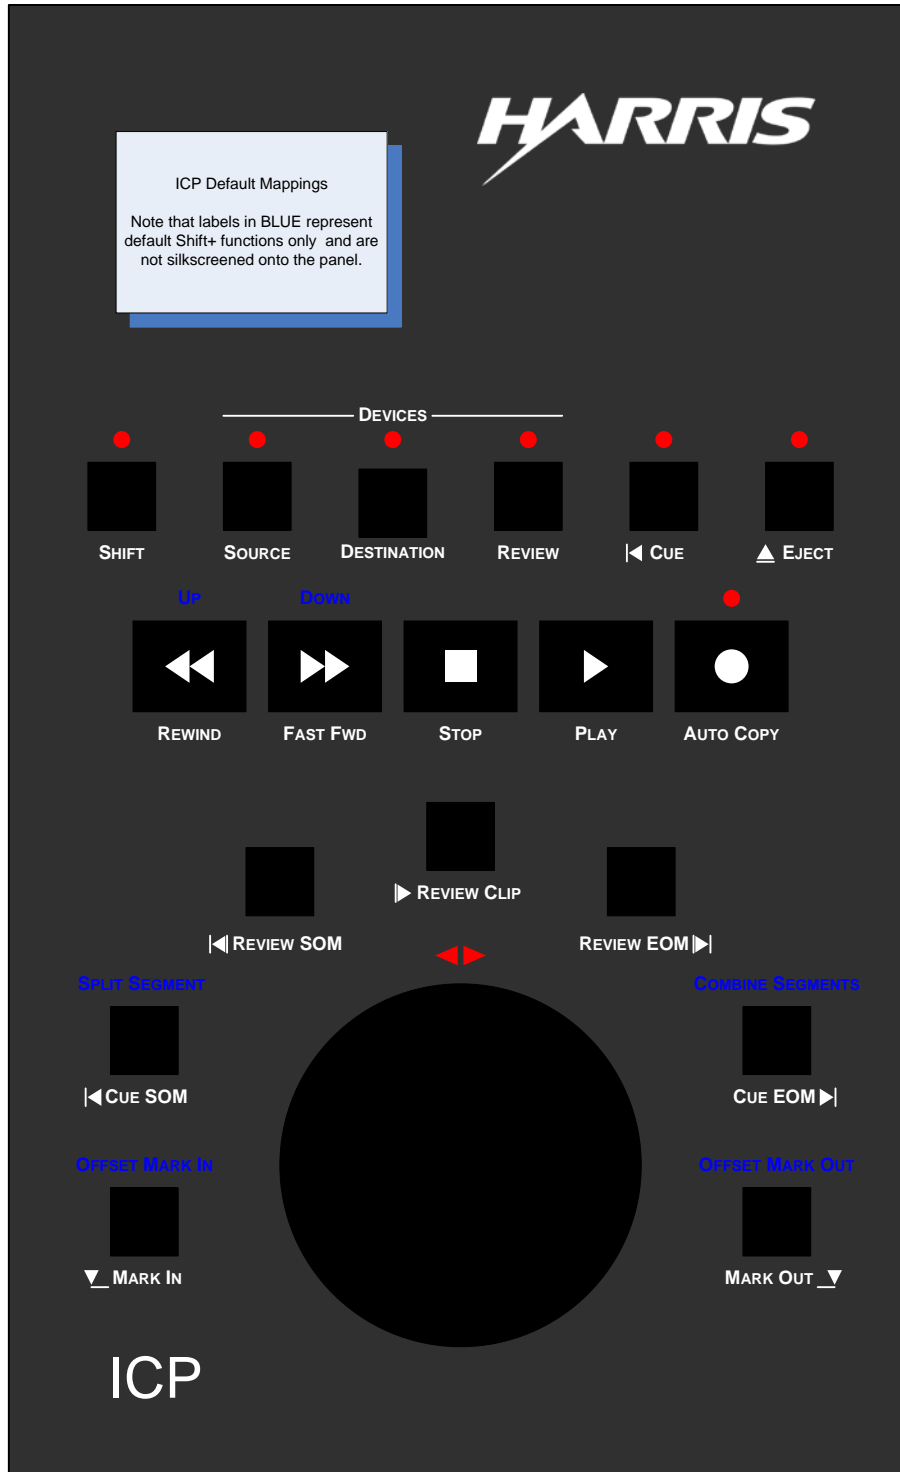 HARRIS
ICP Default Mappings
Note that labels in BLUE represent
default Shift+ functions only and are
not silkscreened onto the panel.
DEVICES
SHIFT
SOURCE
DESTINATION
REVIEW
CUE
EJECT
UP
DOWN
REWIND
FAST FWD
STOP
PLAY
AUTO COPY
REVIEW CLIP
REVIEW SOM
REVIEW EOM
SPLIT SEGMENT
COMBINE SEGMENTS
CUE SOM
CUE EOM
OFFSET MARK IN
OFFSET MARK OUT
MARK IN
MARK OUT
ICP